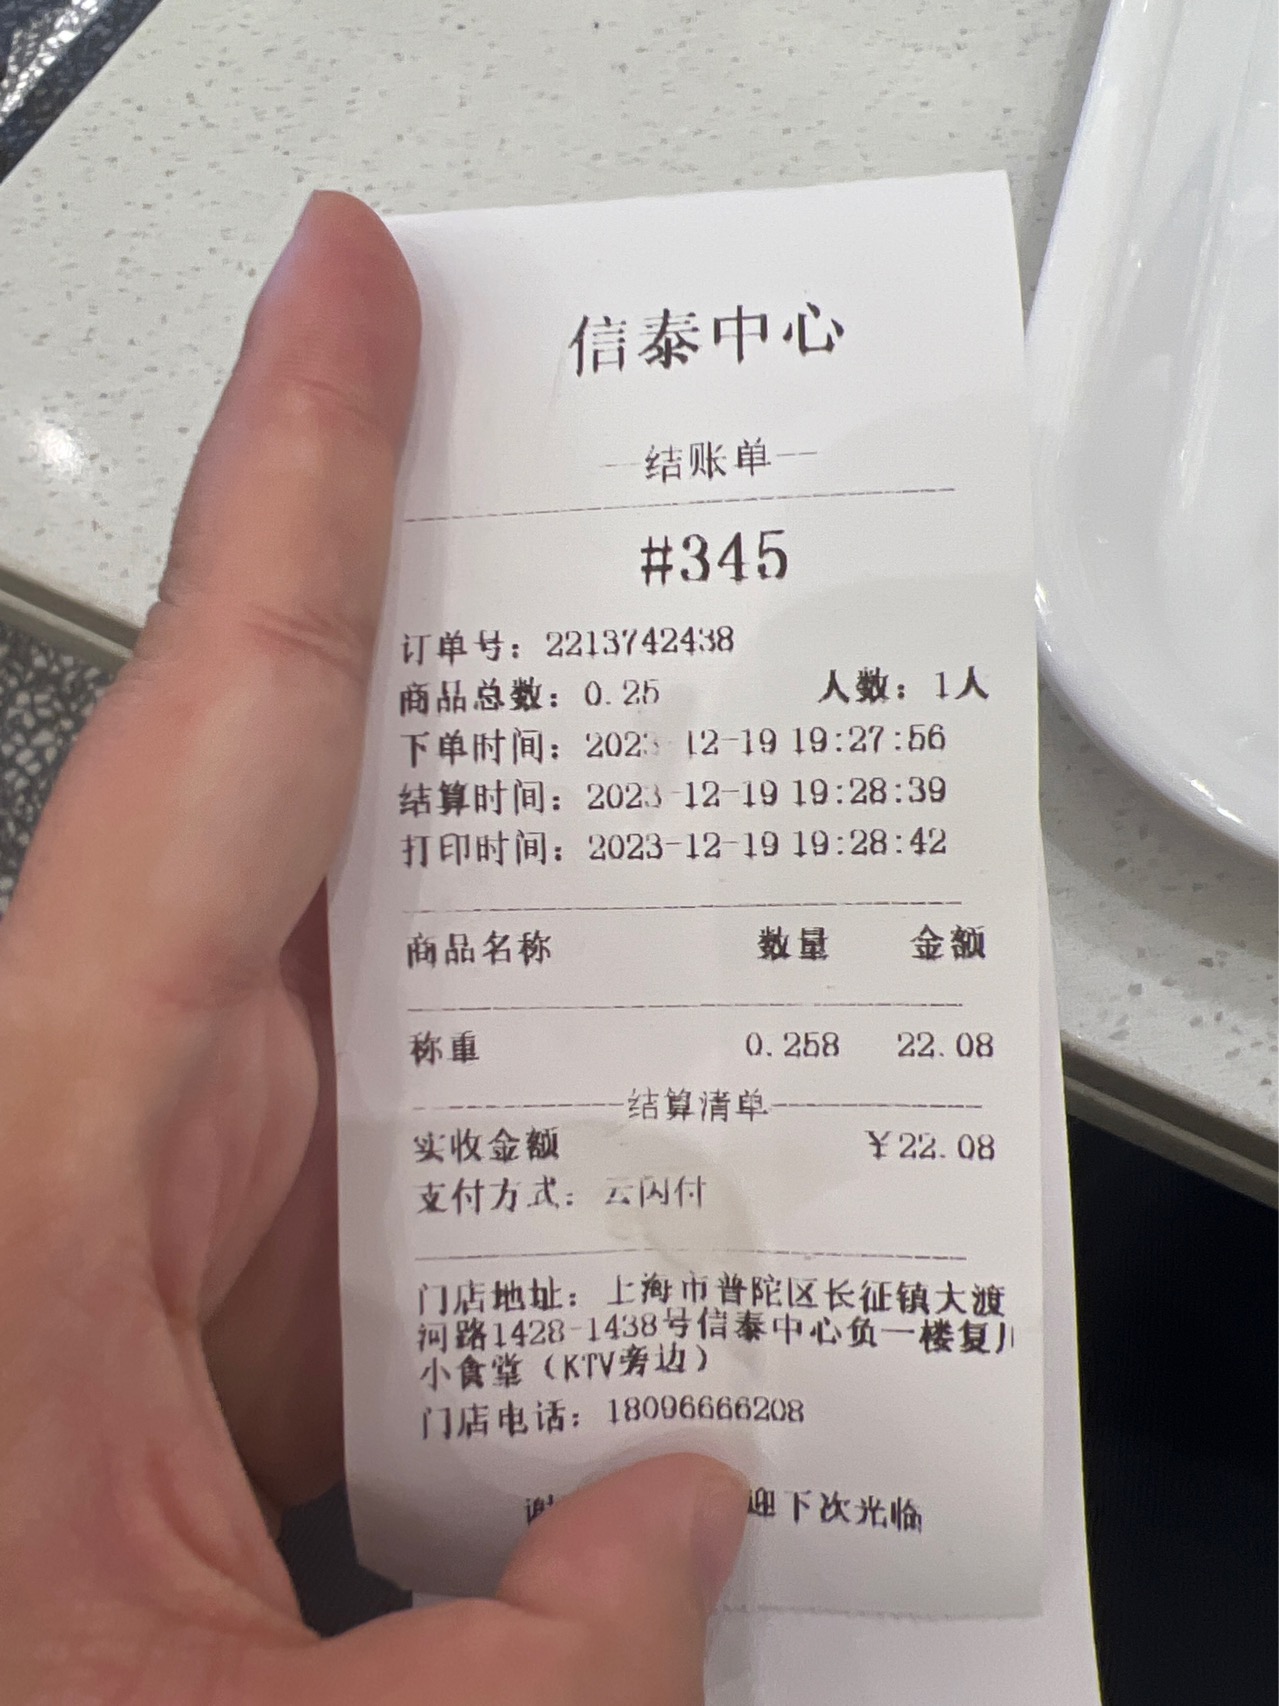 信泰中心
--结账单--
#345
订单号：2213742438
商品总数：0.25 人数：1人
下单时间：2023-12-19 19:27:56
结算时间：2023-12-19 19:28:39
打印时间：2023-12-19 19:28:42
商品名称 数量 金额
称重 0.258 22.08
结算清单
实收金额 ￥22.08
支付方式：云闪付
门店地址：上海市普陀区长征镇大渡
河路1428-1438号信泰中心负一楼复
小食堂（KTV旁边）
门店电话：18096666208
谢 迎下次光临